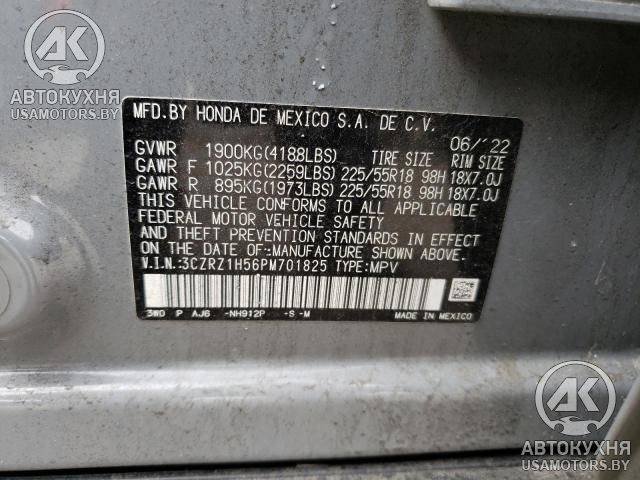 АК
АВТОКУХНЯ
USAMOTORS.BY
MFD.BY HONDA DE MEXICO S.A. DE C.V.
06/'22
GVWR 1900KG(4188LBS) TIRE SIZE RIM SIZE
GAWR F 1025KG(2259LBS) 225/55R18 98H 18X7.0J
GAWR R 895KG(1973LBS) 225/55R18 98H 18X7.0J
THIS VEHICLE CONFORMS TO ALL APPLICABLE
FEDERAL MOTOR VEHICLE SAFETY
AND THEFT PREVENTION STANDARDS IN EFFECT
ON THE DATE OF MANUFACTURE SHOWN ABOVE.
V.I.N.:3CZRZ1H56PM701825 TYPE:MPV
3WD P AJ6 -NH912P -S -M MADE IN MEXICO
АК
АВТОКУХНЯ
USAMOTORS.BY